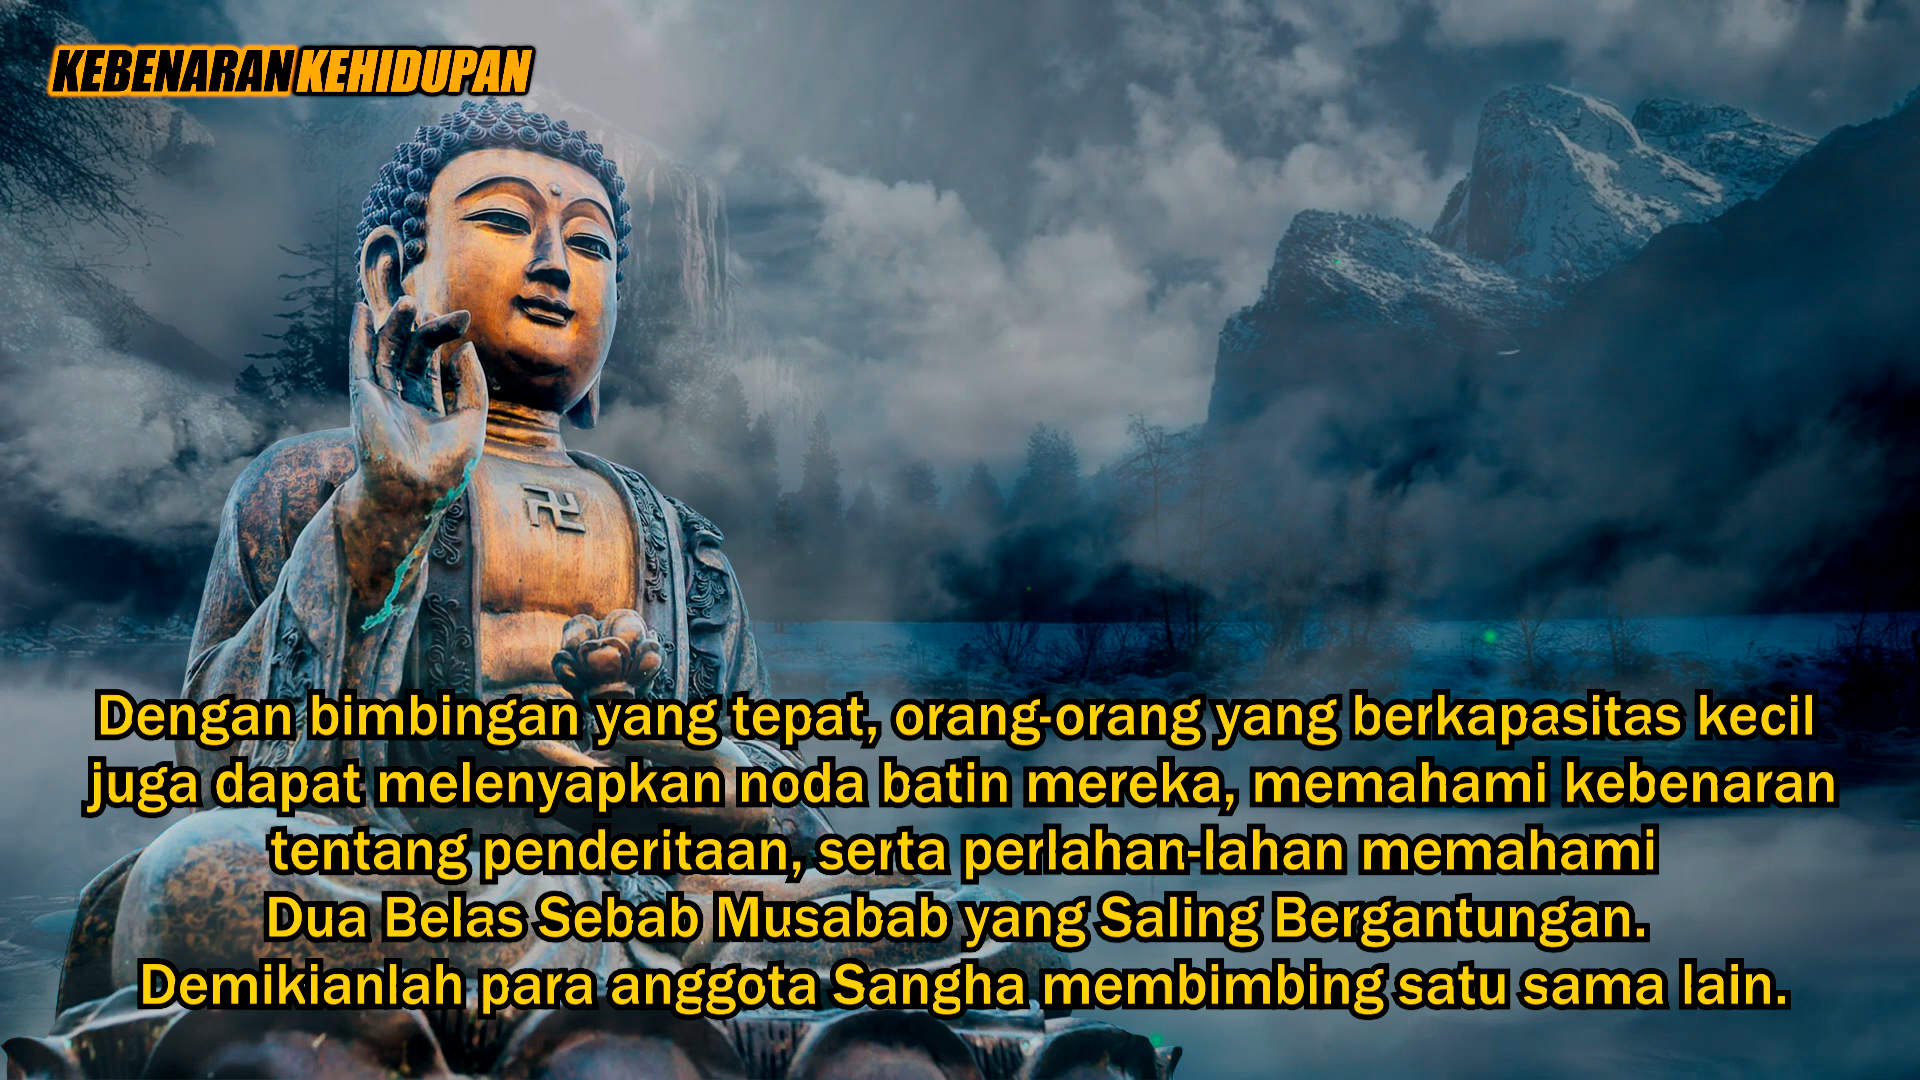 KEBENARAN KEHIDUPAN
Dengan bimbingan yang tepat, orang-orang yang berkapasitas kecil
juga dapat melenyapkan noda batin mereka, memahami kebenaran
tentang penderitaan, serta perlahan-lahan memahami
Dua Belas Sebab Musabab yang Saling Bergantungan.
Demikianlah para anggota Sangha membimbing satu sama lain.